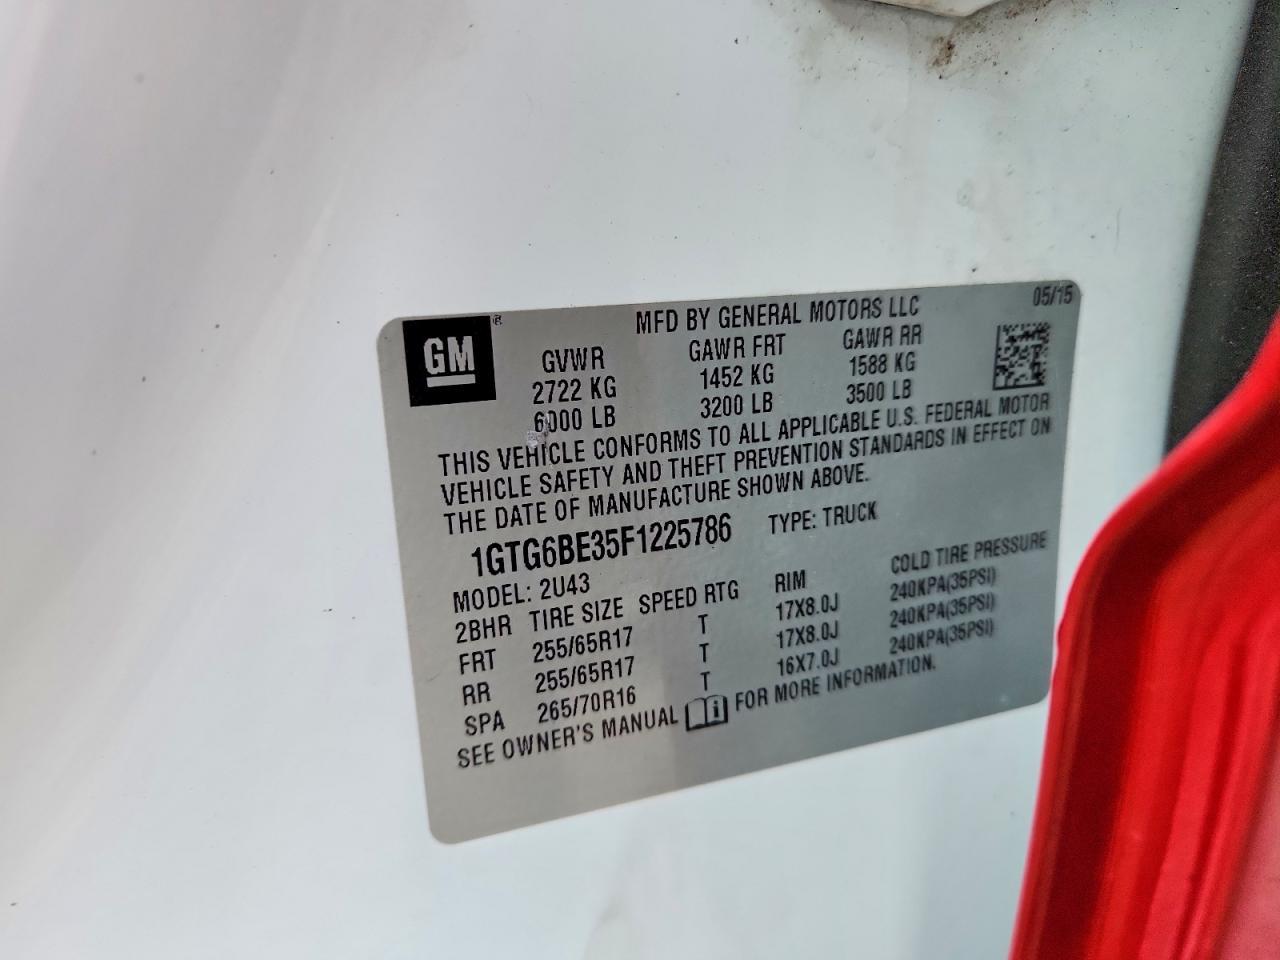 GM
MFD BY GENERAL MOTORS LLC 05/15
GVWR GAWR FRT GAWR RR
2722 KG 1452 KG 1588 KG
6000 LB 3200 LB 3500 LB
THIS VEHICLE CONFORMS TO ALL APPLICABLE U.S. FEDERAL MOTOR
VEHICLE SAFETY AND THEFT PREVENTION STANDARDS IN EFFECT ON
THE DATE OF MANUFACTURE SHOWN ABOVE.
1GTG6BE35F1225786 TYPE: TRUCK
MODEL: 2U43
2BHR TIRE SIZE SPEED RTG RIM COLD TIRE PRESSURE
FRT 255/65R17 T 17X8.0J 240KPA(35PSI)
RR 255/65R17 T 17X8.0J 240KPA(35PSI)
SPA 265/70R16 T 16X7.0J 240KPA(35PSI)
SEE OWNER'S MANUAL FOR MORE INFORMATION.